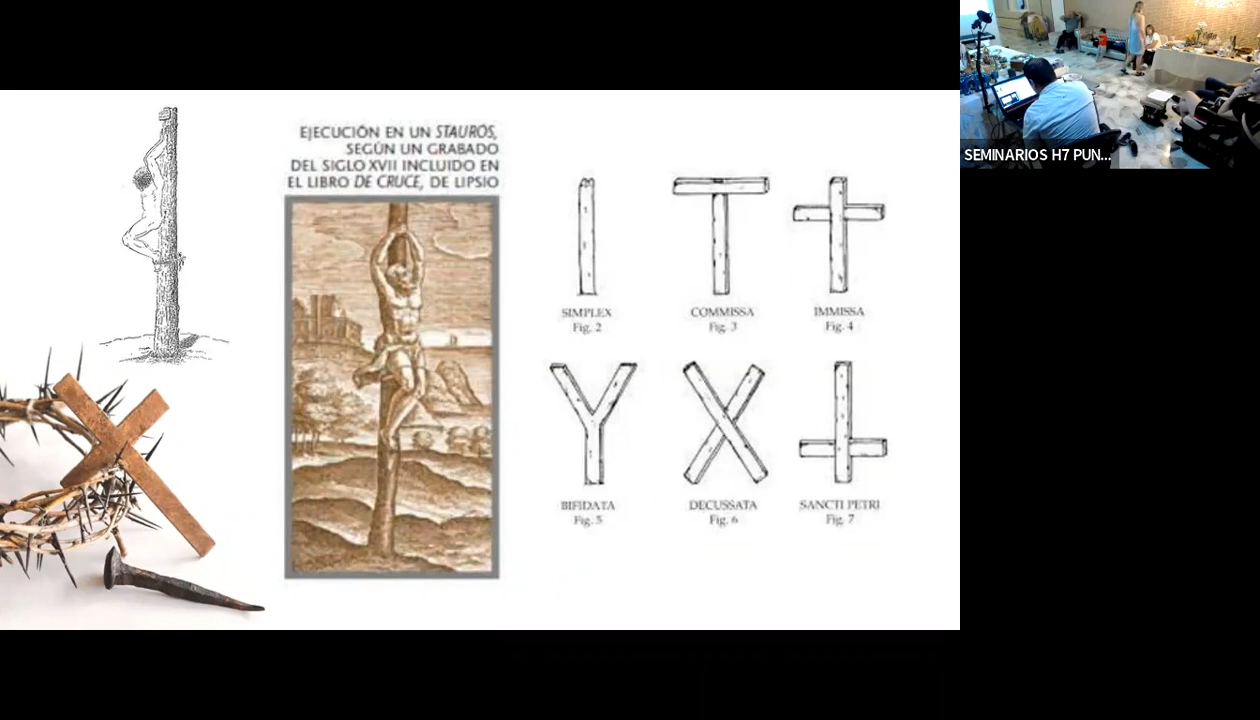 SEMINARIOS H7 PUN...
EJECUCIÓN EN UN STAUROS,
SEGÚN UN GRABADO
DEL SIGLO XVII INCLUIDO EN
EL LIBRO DE CRUCE, DE LIPSIO
SIMPLEX
Fig. 2
COMMISSA
Fig. 3
IMMISSA
Fig. 4
BIFIDATA
Fig. 5
DECUSSATA
Fig. 6
SANCTI PETRI
Fig. 7